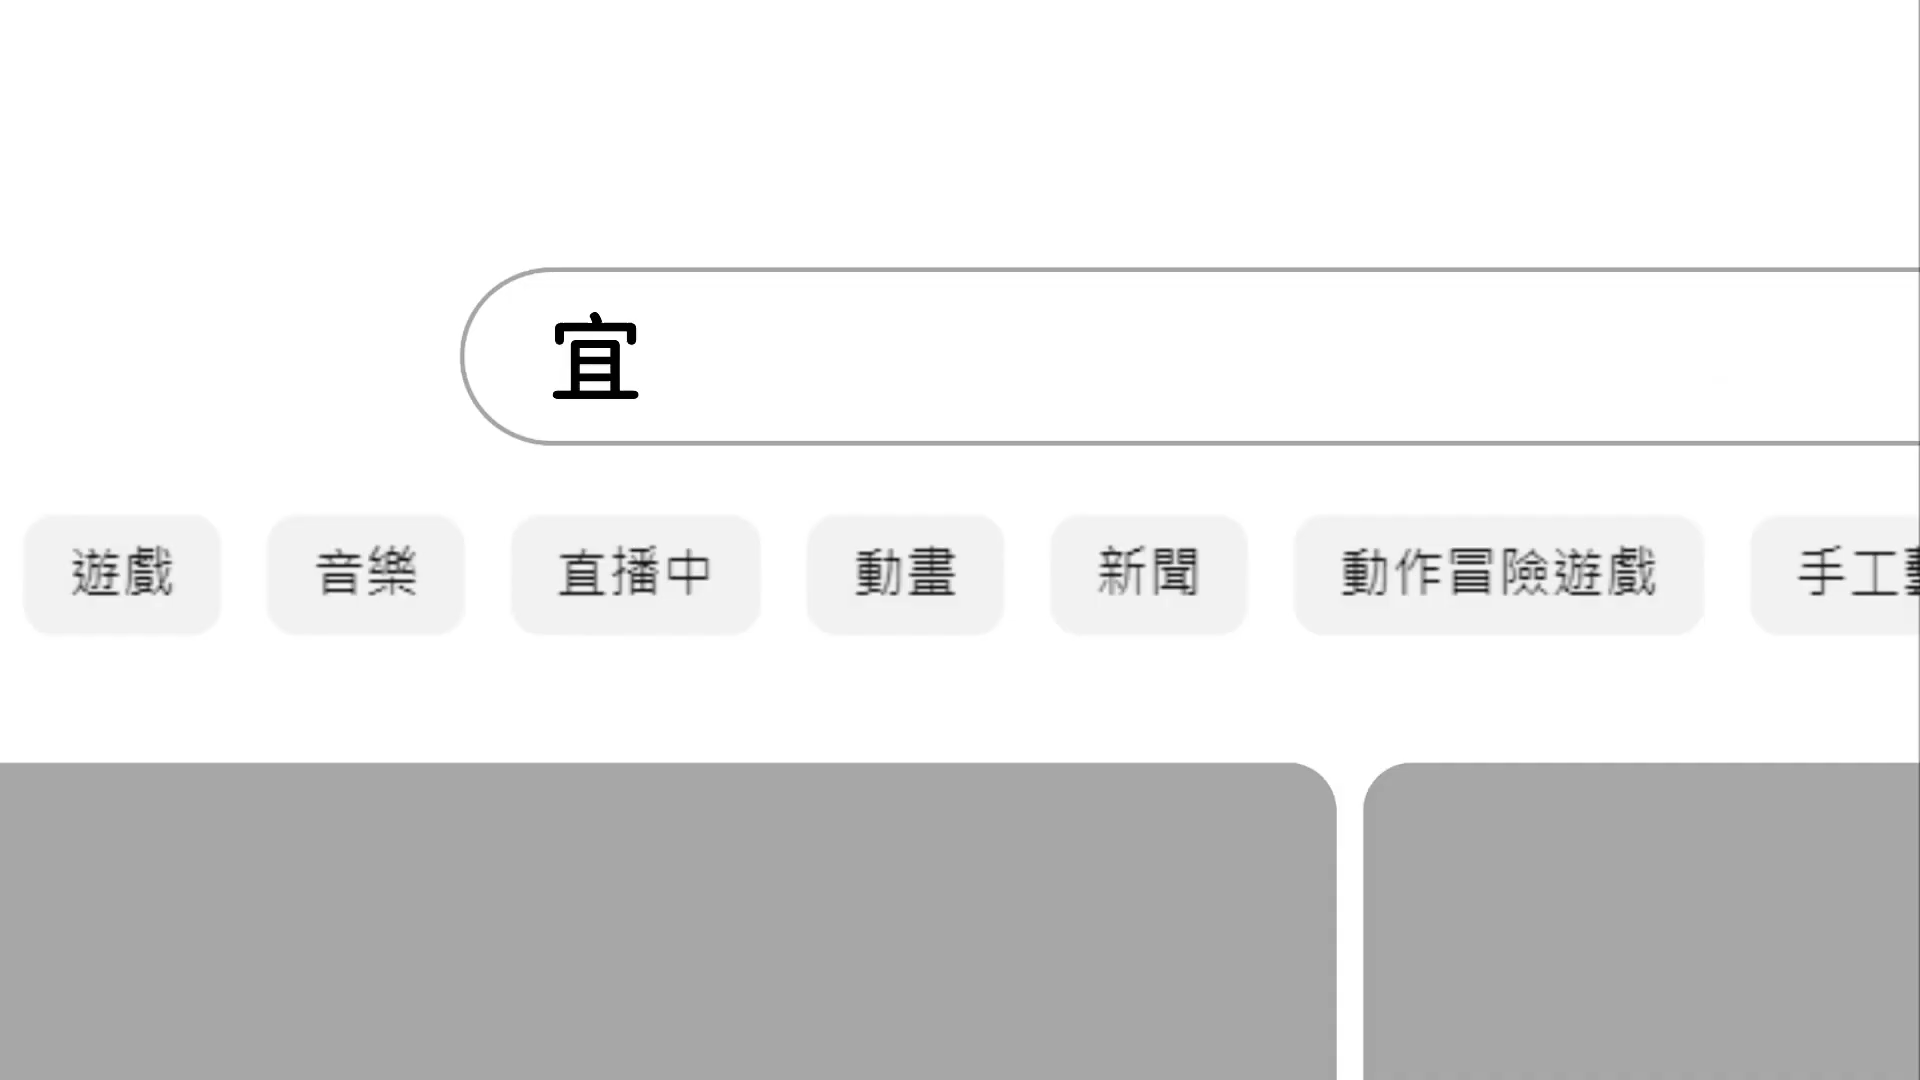 宜
遊戲 音樂 直播中 動畫 新聞 動作冒險遊戲 手工